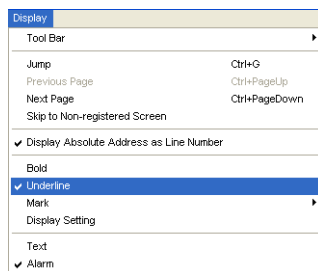 Display
Tool Bar
Jump Ctrl+G
Previous Page Ctrl+PageUp
Next Page Ctrl+PageDown
Skip to Non-registered Screen
Display Absolute Address as Line Number
Bold
Underline
Mark
Display Setting
Text
Alarm